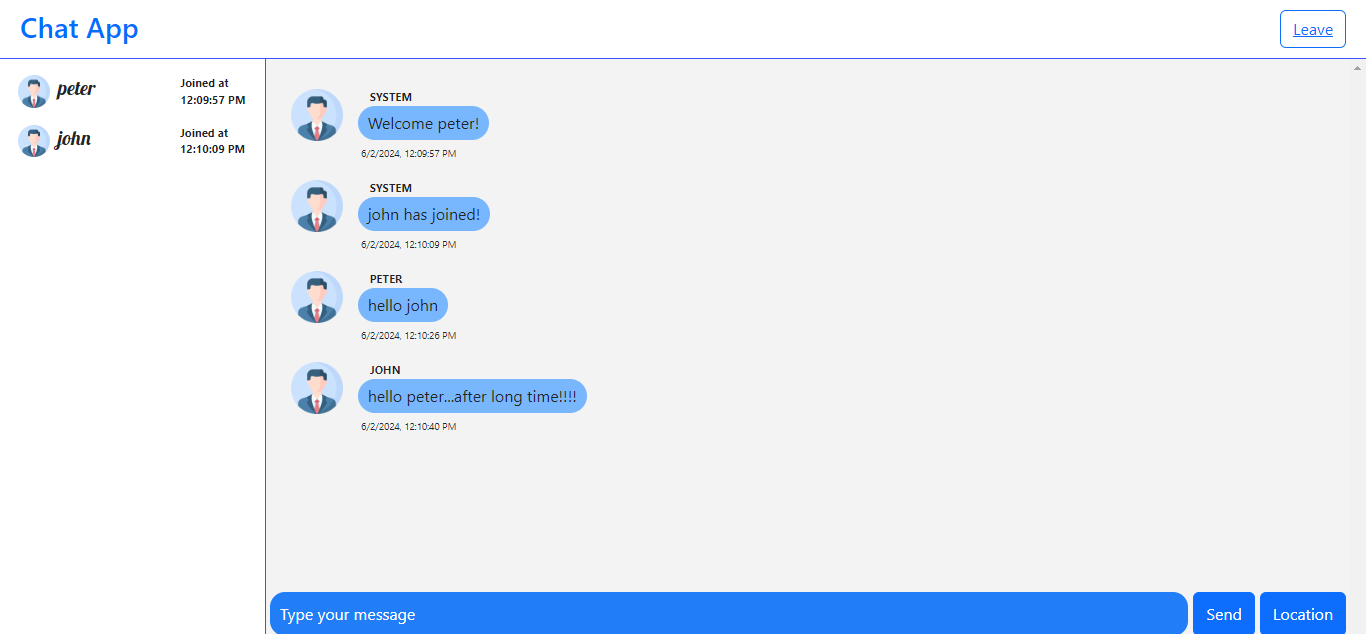 Chat App
Leave
peter
Joined at
12:09:57 PM
john
Joined at
12:10:09 PM
SYSTEM
Welcome peter!
6/2/2024, 12:09:57 PM
SYSTEM
john has joined!
6/2/2024, 12:10:09 PM
PETER
hello john
6/2/2024, 12:10:26 PM
JOHN
hello peter...after long time!!!!
6/2/2024, 12:10:40 PM
Type your message
Send
Location